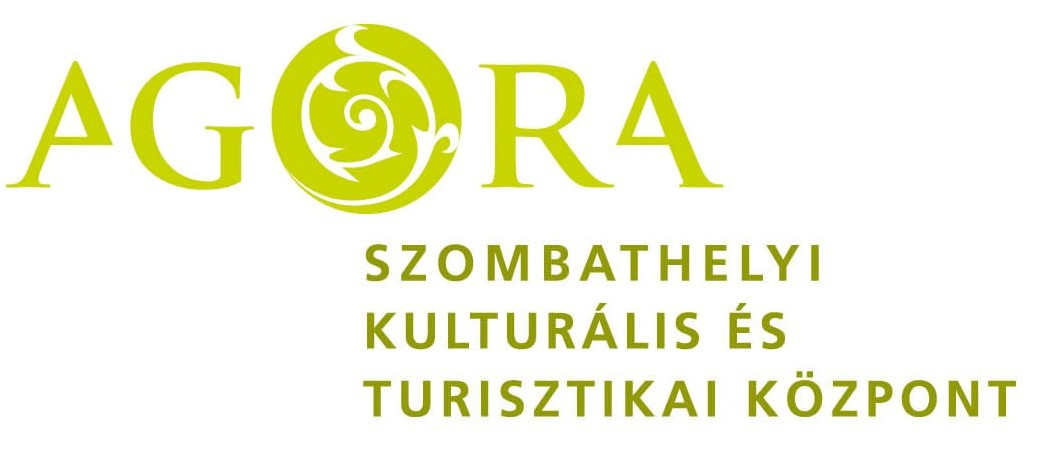 AGORA
SZOMBATHELYI
KULTURÁLIS ÉS
TURISZTIKAI KÖZPONT